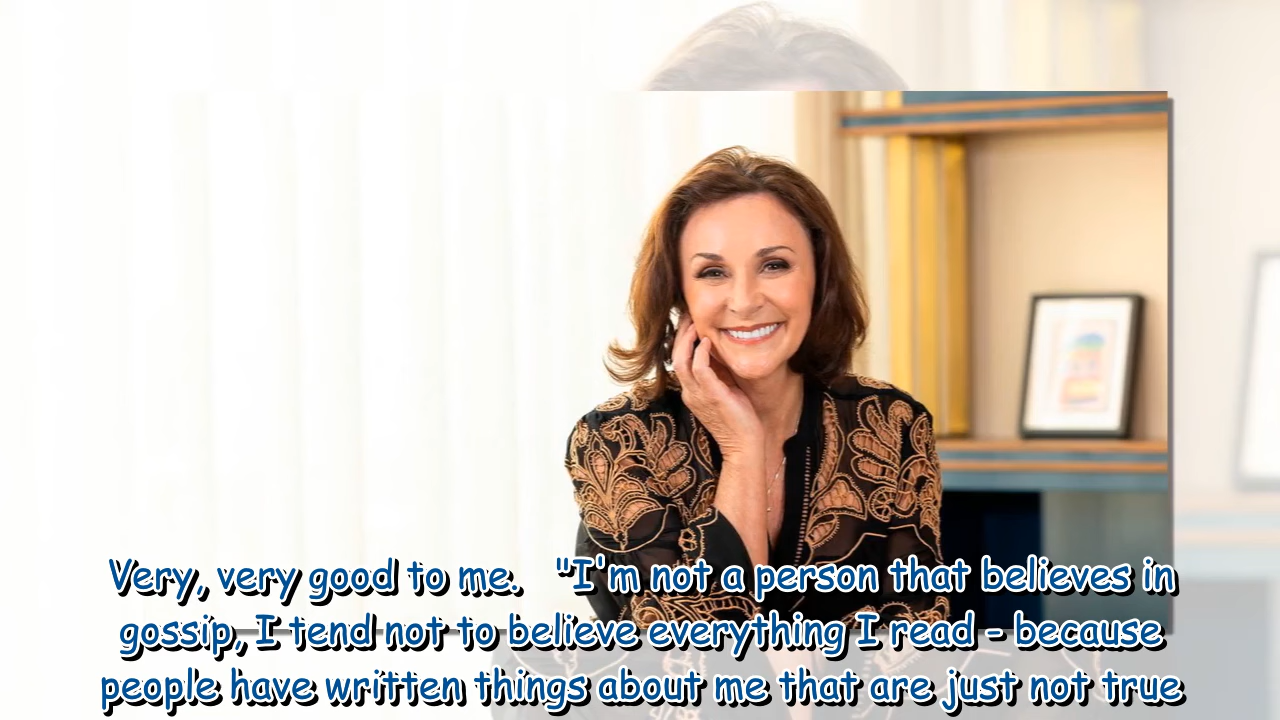 Very, very good to me.   "I'm not a person that believes in
gossip, I tend not to believe everything I read - because
people have written things about me that are just not true